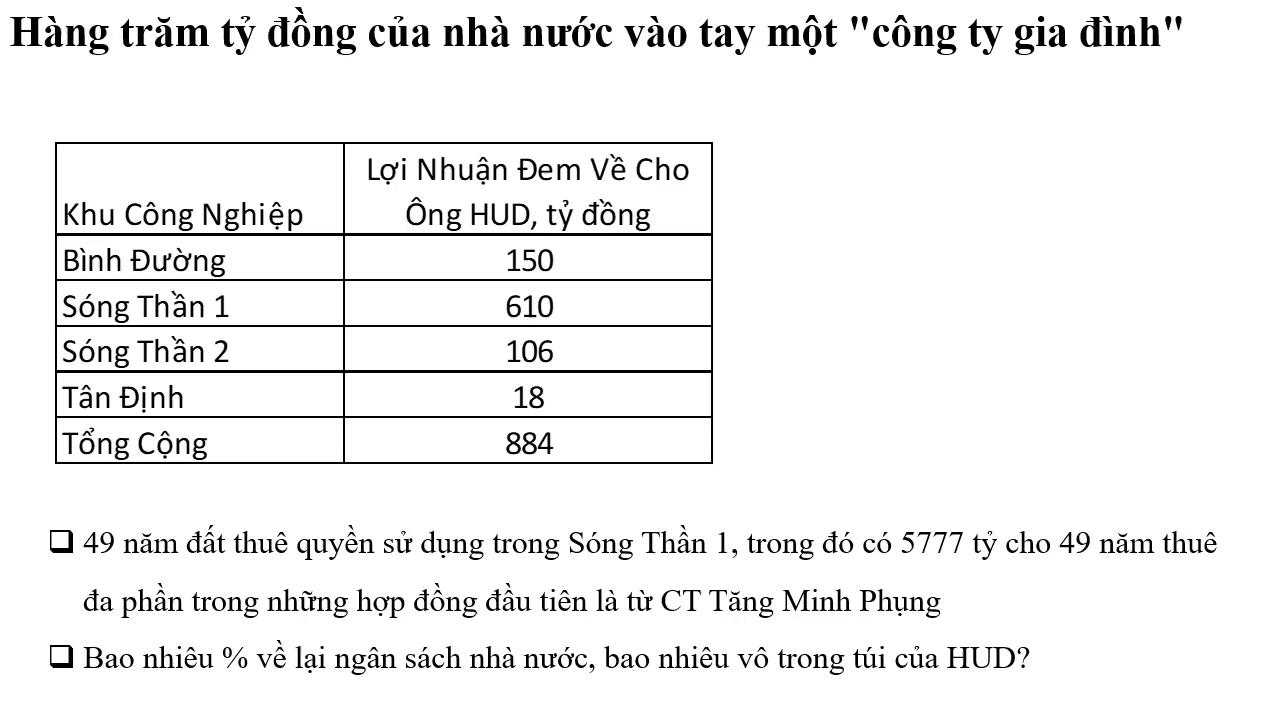 Hàng trăm tỷ đồng của nhà nước vào tay một "công ty gia đình"
Khu Công Nghiệp Lợi Nhuận Đem Về Cho Ông HUD, tỷ đồng
Bình Đường 150
Sóng Thần 1 610
Sóng Thần 2 106
Tân Định 18
Tổng Cộng 884
49 năm đất thuê quyền sử dụng trong Sóng Thần 1, trong đó có 5777 tỷ cho 49 năm thuê
đa phần trong những hợp đồng đầu tiên là từ CT Tăng Minh Phụng
Bao nhiêu % về lại ngân sách nhà nước, bao nhiêu vô trong túi của HUD?